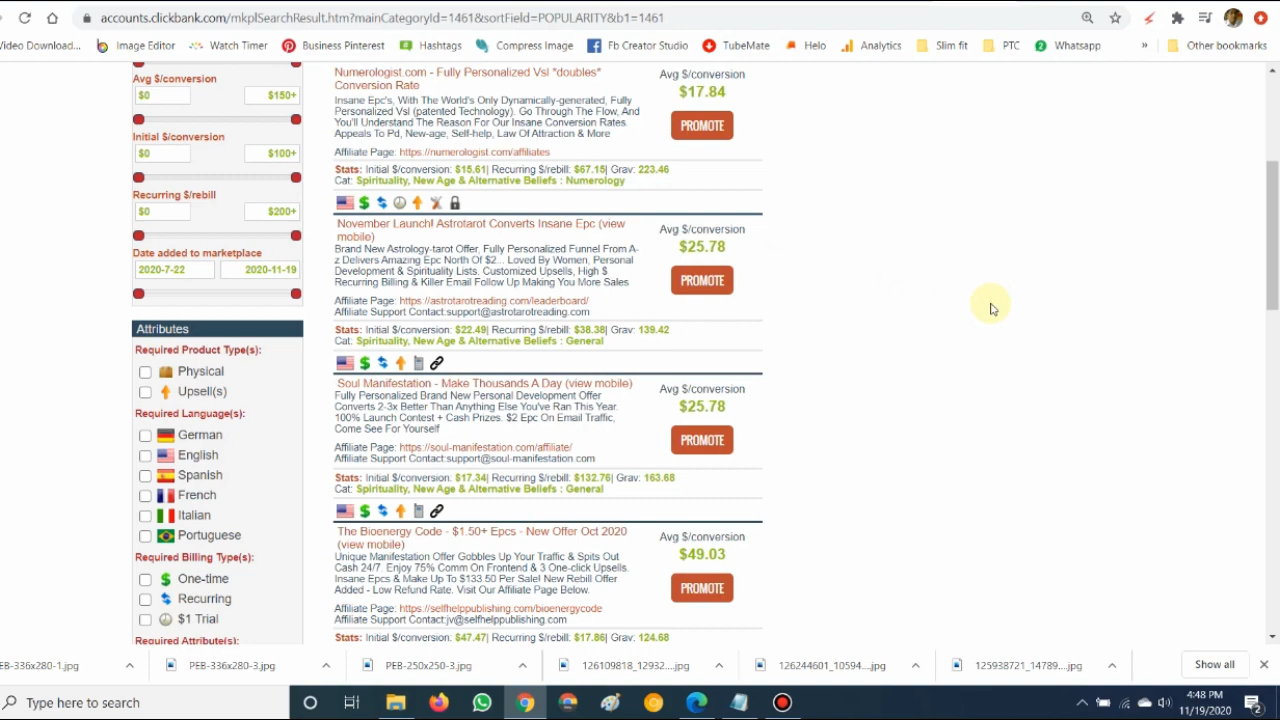 accounts.clickbank.com/mkplSearchResult.htm?mainCategoryId=1461&sortField=POPULARITY&b1=1461
Video Download...
Image Editor
Watch Timer
Business Pinterest
Hashtags
Compress Image
Fb Creator Studio
TubeMate
Helo
Analytics
Slim fit
PTC
Whatsapp
»
Other bookmarks
Avg $/conversion
$0
$150+
Initial $/conversion
$0
$100+
Recurring $/rebill
$0
$200+
Date added to marketplace
2020-7-22
2020-11-19
Attributes
Required Product Type(s):
Physical
Upsell(s)
Required Language(s):
German
English
Spanish
French
Italian
Portuguese
Required Billing Type(s):
One-time
Recurring
$1 Trial
Required Attribute(s):
Numerologist.com - Fully Personalized Vsl *doubles*
Conversion Rate
Insane Epc's, With The World's Only Dynamically-generated, Fully
Personalized Vsl (patented Technology). Go Through The Flow, And
You'll Understand The Reason For Our Insane Conversion Rates.
Appeals To Pd, New-age, Self-help, Law Of Attraction & More
Affiliate Page: https://numerologist.com/affiliates
Avg $/conversion
$17.84
PROMOTE
Stats: Initial $/conversion: $15.61| Recurring $/rebill: $67.15| Grav: 223.46
Cat: Spirituality, New Age & Alternative Beliefs : Numerology
November Launch! Astrotarot Converts Insane Epc (view
mobile)
Brand New Astrology-tarot Offer, Fully Personalized Funnel From A-
z Delivers Amazing Epc North Of $2... Loved By Women, Personal
Development & Spirituality Lists. Customized Upsells, High $
Recurring Billing & Killer Email Follow Up Making You More Sales
Affiliate Page: https://astrotarotreading.com/leaderboard/
Affiliate Support Contact:support@astrotarotreading.com
Avg $/conversion
$25.78
PROMOTE
Stats: Initial $/conversion: $22.49| Recurring $/rebill: $38.38| Grav: 139.42
Cat: Spirituality, New Age & Alternative Beliefs : General
Soul Manifestation - Make Thousands A Day (view mobile)
Fully Personalized Brand New Personal Development Offer
Converts 2-3x Better Than Anything Else You've Ran This Year.
100% Launch Contest + Cash Prizes. $2 Epc On Email Traffic,
Come See For Yourself
Affiliate Page: https://soul-manifestation.com/affiliate/
Affiliate Support Contact:support@soul-manifestation.com
Avg $/conversion
$25.78
PROMOTE
Stats: Initial $/conversion: $17.34| Recurring $/rebill: $132.76| Grav: 163.68
Cat: Spirituality, New Age & Alternative Beliefs : General
The Bioenergy Code - $1.50+ Epcs - New Offer Oct 2020
(view mobile)
Unique Manifestation Offer Gobbles Up Your Traffic & Spits Out
Cash 24/7. Enjoy 75% Comm On Frontend & 3 One-click Upsells.
Insane Epcs & Make Up To $133.50 Per Sale! New Rebill Offer
Added - Low Refund Rate. Visit Our Affiliate Page Below.
Affiliate Page: https://selfhelppublishing.com/bioenergycode
Affiliate Support Contact:jv@selfhelppublishing.com
Avg $/conversion
$49.03
PROMOTE
Stats: Initial $/conversion: $47.47| Recurring $/rebill: $17.86| Grav: 124.68
PEB-336x280-1.jpg
PEB-336x280-3.jpg
PEB-250x250-3.jpg
126109818_12932....jpg
126244601_10594....jpg
125938721_14789....jpg
Show all
Type here to search
4:48 PM
11/19/2020
2